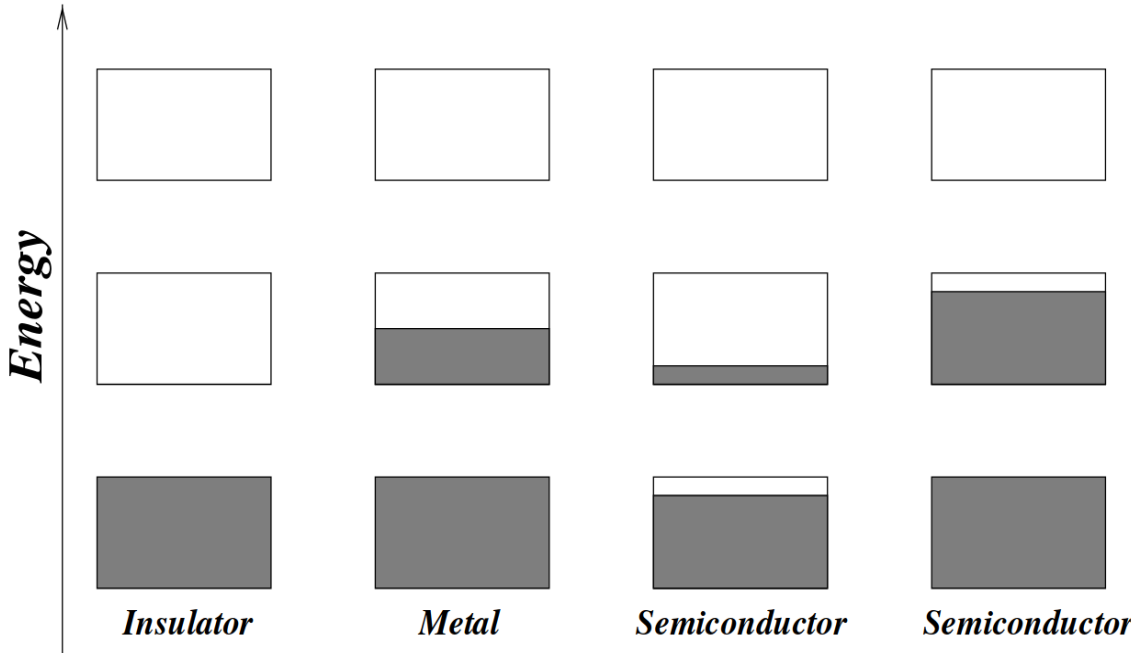 Energy
Insulator
Metal
Semiconductor
Semiconductor